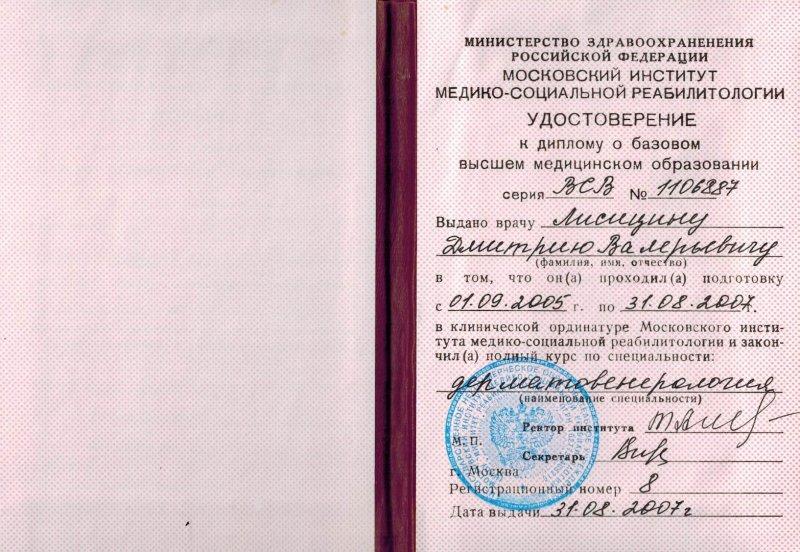 МИНИСТЕРСТВО ЗДРАВООХРАНЕНЕНИЯ
РОССИЙСКОЙ ФЕДЕРАЦИИ
МОСКОВСКИЙ ИНСТИТУТ
МЕДИКО-СОЦИАЛЬНОЙ РЕАБИЛИТОЛОГИИ
УДОСТОВЕРЕНИЕ
к диплому о базовом
высшем медицинском образовании
серия ВСВ № 1106887
Выдано врачу Лисицину
Дмитрию Валерьевичу
(фамилия, имя, отчество)
в том, что он(а) проходил(а) подготовку
с 01.09.2005 г. по 31.08.2007.
в клинической ординатуре Московского инсти-
тута медико-социальной реабилитологии и закон-
чил(а) полный курс по специальности:
дерматовенерология
(наименование специальности)
Ректор института
М. П.
Секретарь
г. Москва
Регистрационный номер 8
Дата выдачи 31.08.2007г